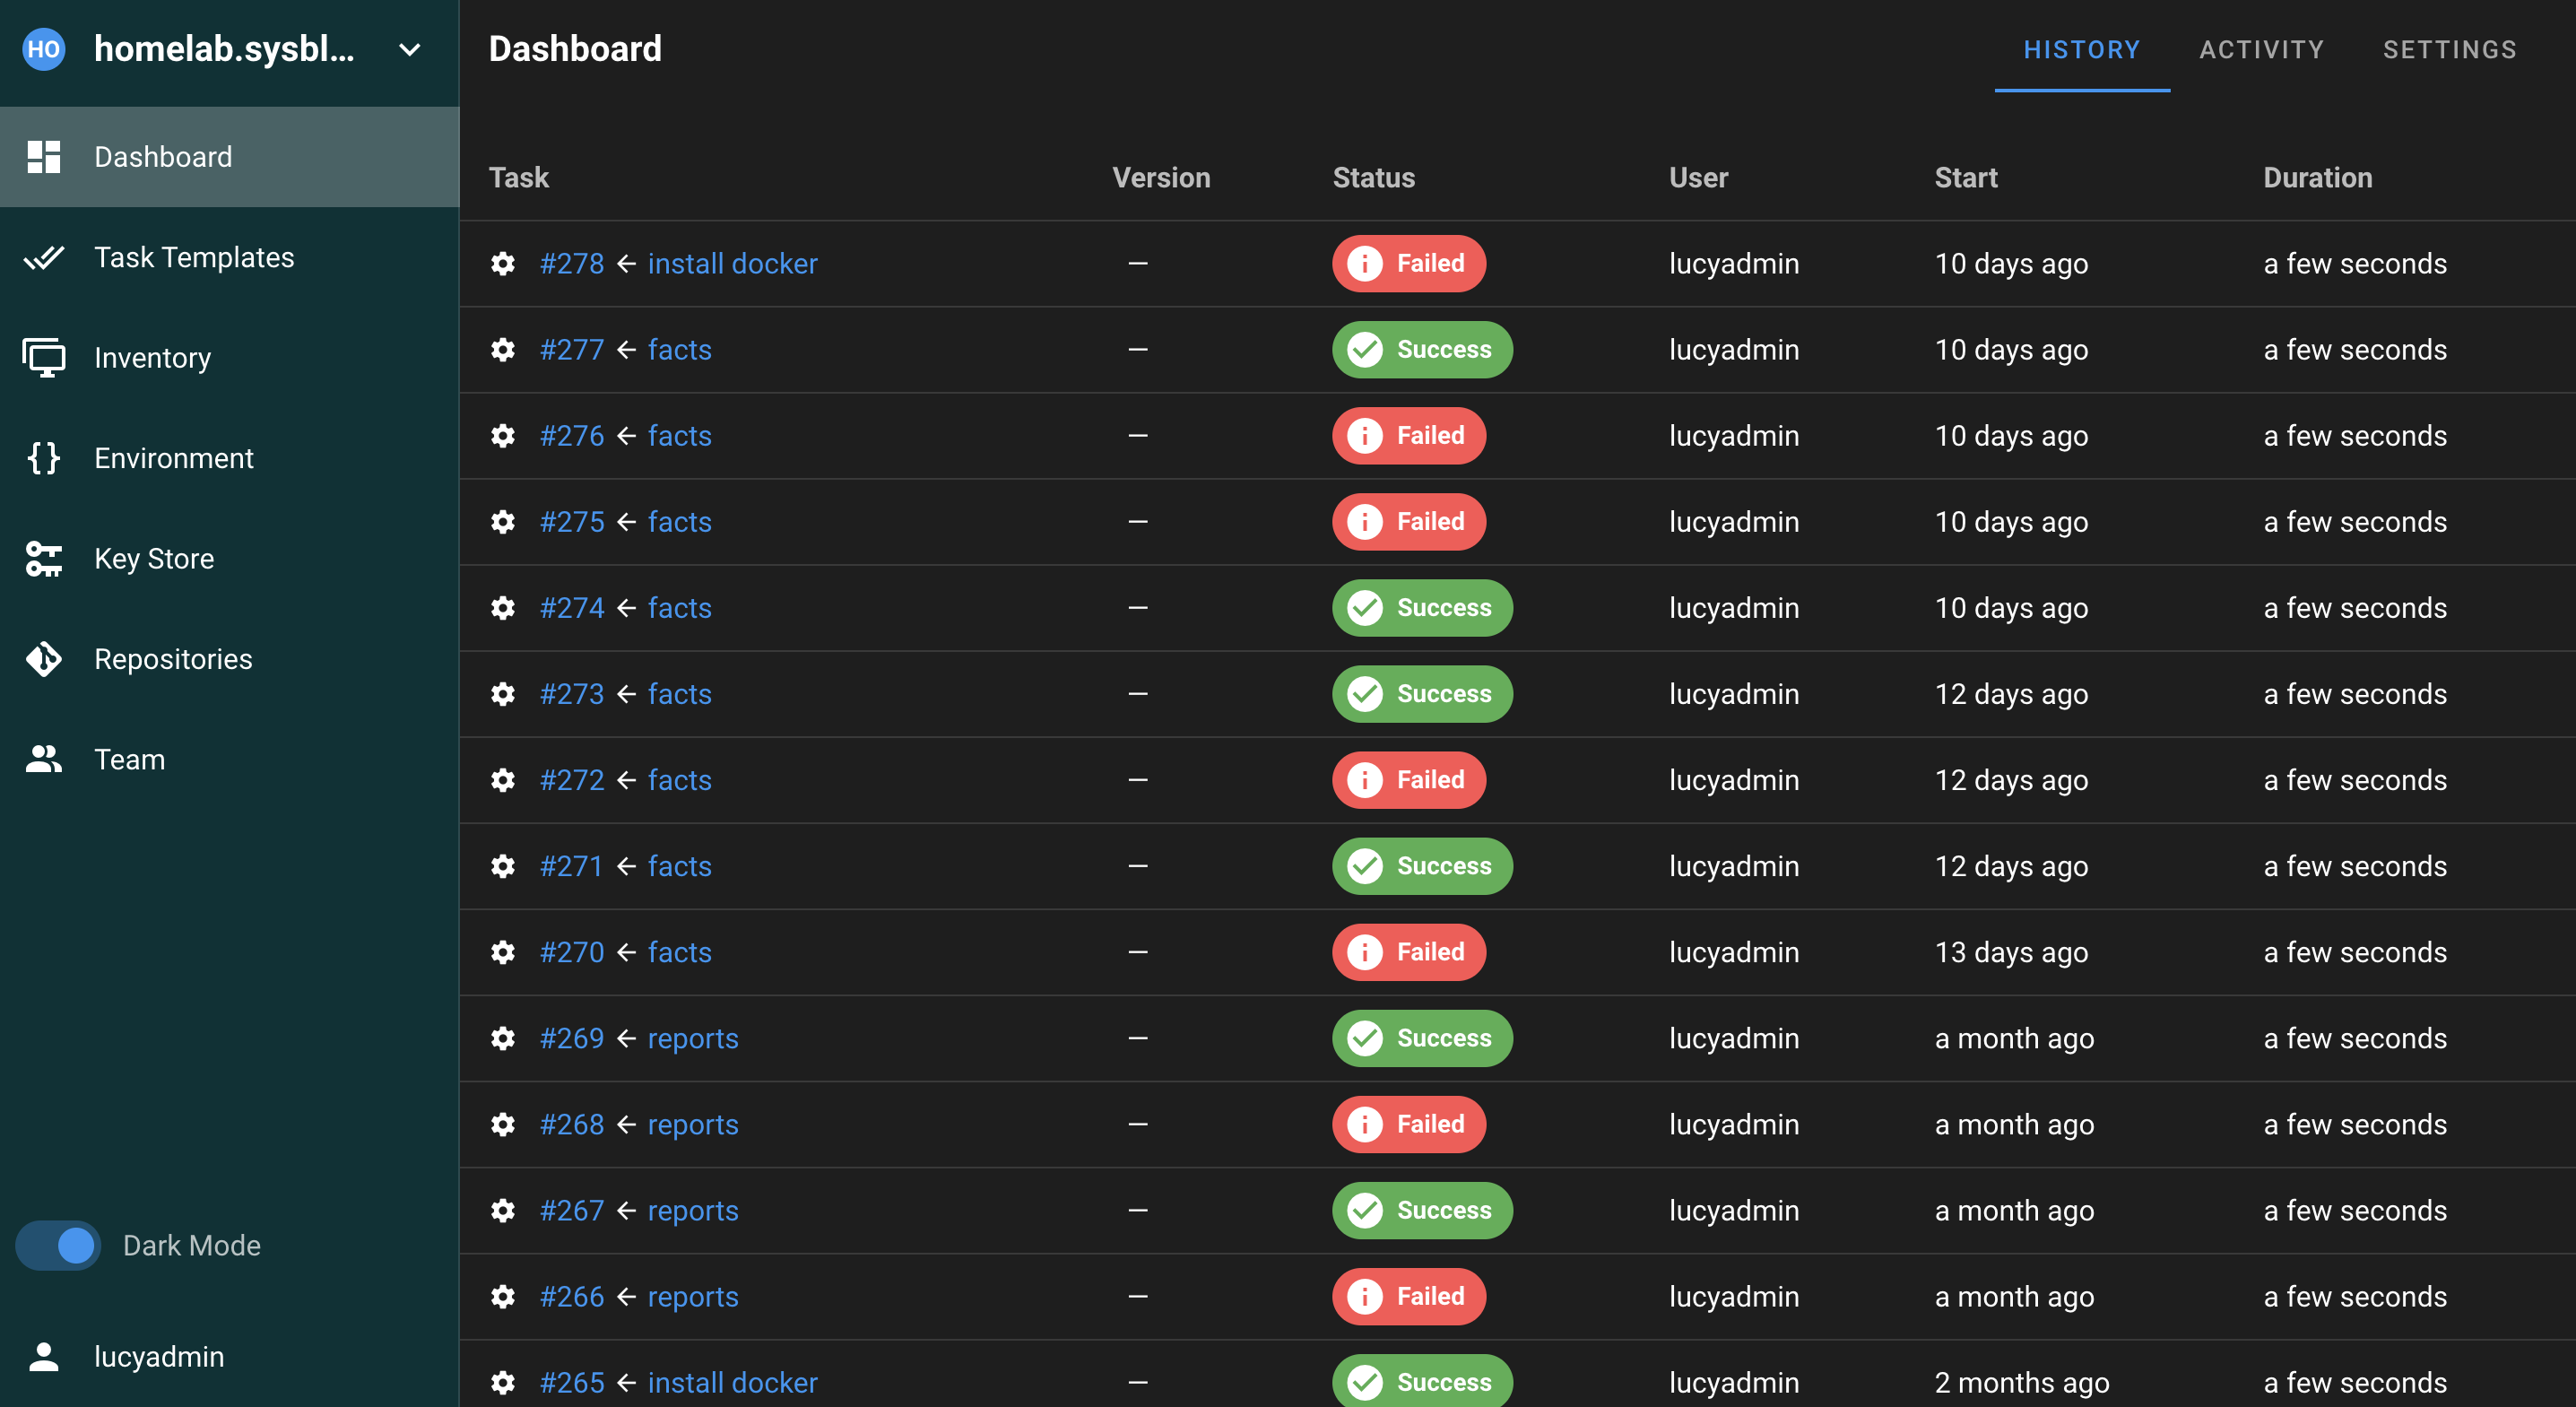 HO homelab.sysbl...
Dashboard
Task Templates
Inventory
Environment
Key Store
Repositories
Team
Dark Mode
lucyadmin
Dashboard
HISTORY ACTIVITY SETTINGS
Task Version Status User Start Duration
#278 ← install docker — Failed lucyadmin 10 days ago a few seconds
#277 ← facts — Success lucyadmin 10 days ago a few seconds
#276 ← facts — Failed lucyadmin 10 days ago a few seconds
#275 ← facts — Failed lucyadmin 10 days ago a few seconds
#274 ← facts — Success lucyadmin 10 days ago a few seconds
#273 ← facts — Success lucyadmin 12 days ago a few seconds
#272 ← facts — Failed lucyadmin 12 days ago a few seconds
#271 ← facts — Success lucyadmin 12 days ago a few seconds
#270 ← facts — Failed lucyadmin 13 days ago a few seconds
#269 ← reports — Success lucyadmin a month ago a few seconds
#268 ← reports — Failed lucyadmin a month ago a few seconds
#267 ← reports — Success lucyadmin a month ago a few seconds
#266 ← reports — Failed lucyadmin a month ago a few seconds
#265 ← install docker — Success lucyadmin 2 months ago a few seconds